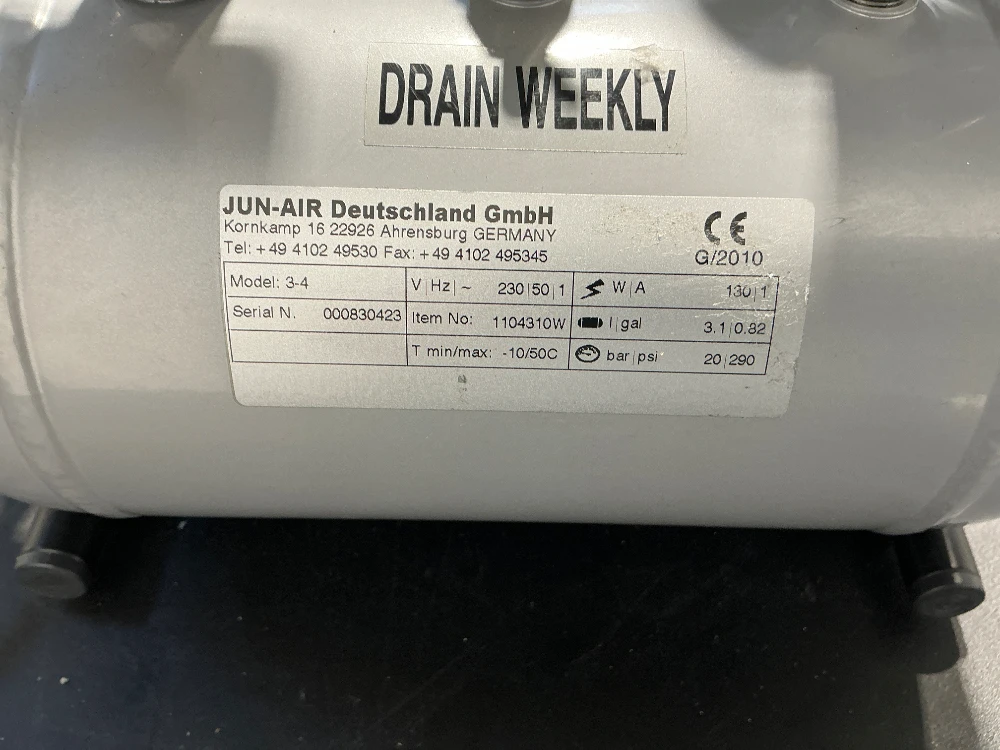 DRAIN WEEKLY
JUN-AIR Deutschland GmbH
Kornkamp 16 22926 Ahrensburg GERMANY
Tel: +49 4102 49530 Fax: +49 4102 495345
CE
G/2010
Model: 3-4 V|Hz|~ 230|50|1 W|A 130|1
Serial N. 000830423 Item No: 1104310W l|gal 3.1|0.82
T min/max: -10/50C bar|psi 20|290